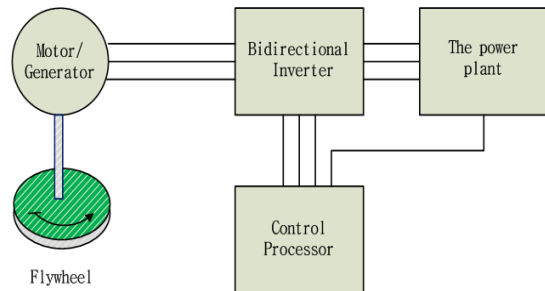 Motor/
Generator
Bidirectional
Inverter
The power
plant
Control
Processor
Flywheel